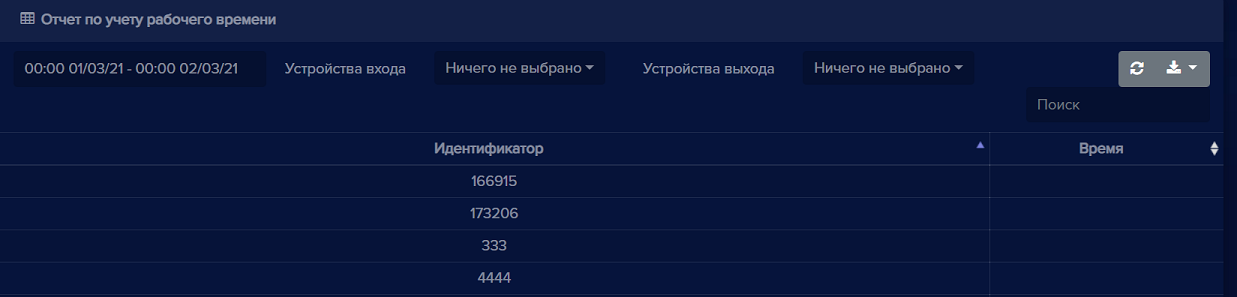 Отчет по учету рабочего времени
00:00 01/03/21 - 00:00 02/03/21 Устройства входа Ничего не выбрано Устройства выхода Ничего не выбрано
Поиск
Идентификатор Время
166915
173206
333
4444